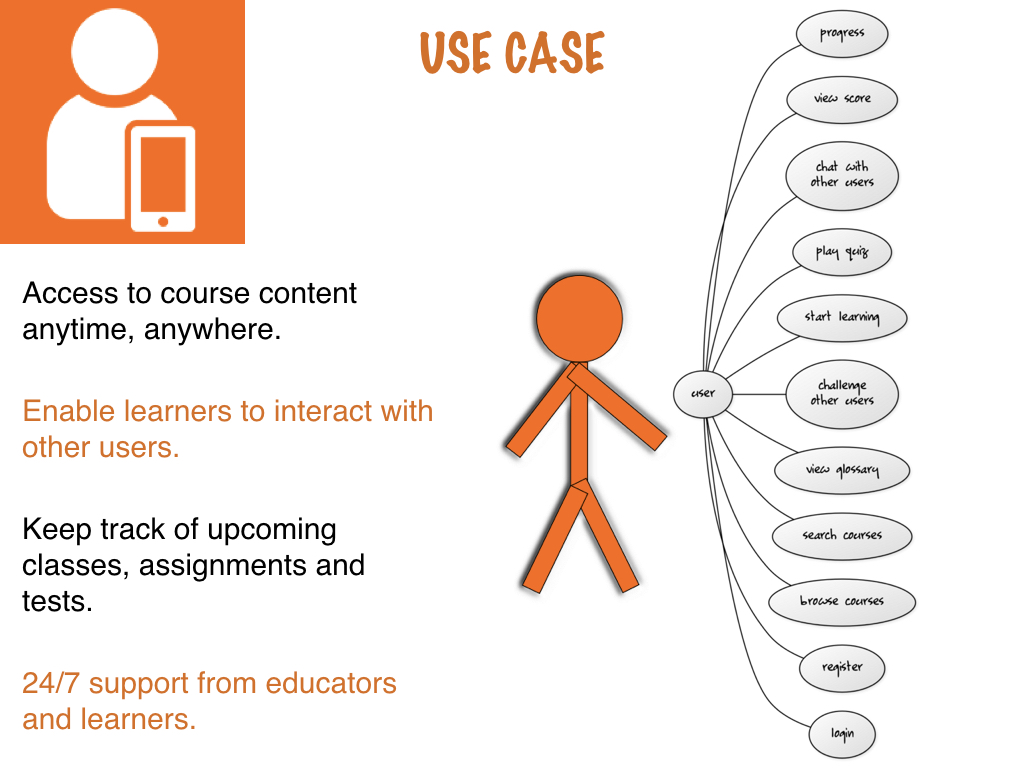 USE CASE
Access to course content
anytime, anywhere.
Enable learners to interact with
other users.
Keep track of upcoming
classes, assignments and
tests.
24/7 support from educators
and learners.
user
progress
view score
chat with
other users
play quiz
start learning
challenge
other users
view glossary
search courses
browse courses
register
login